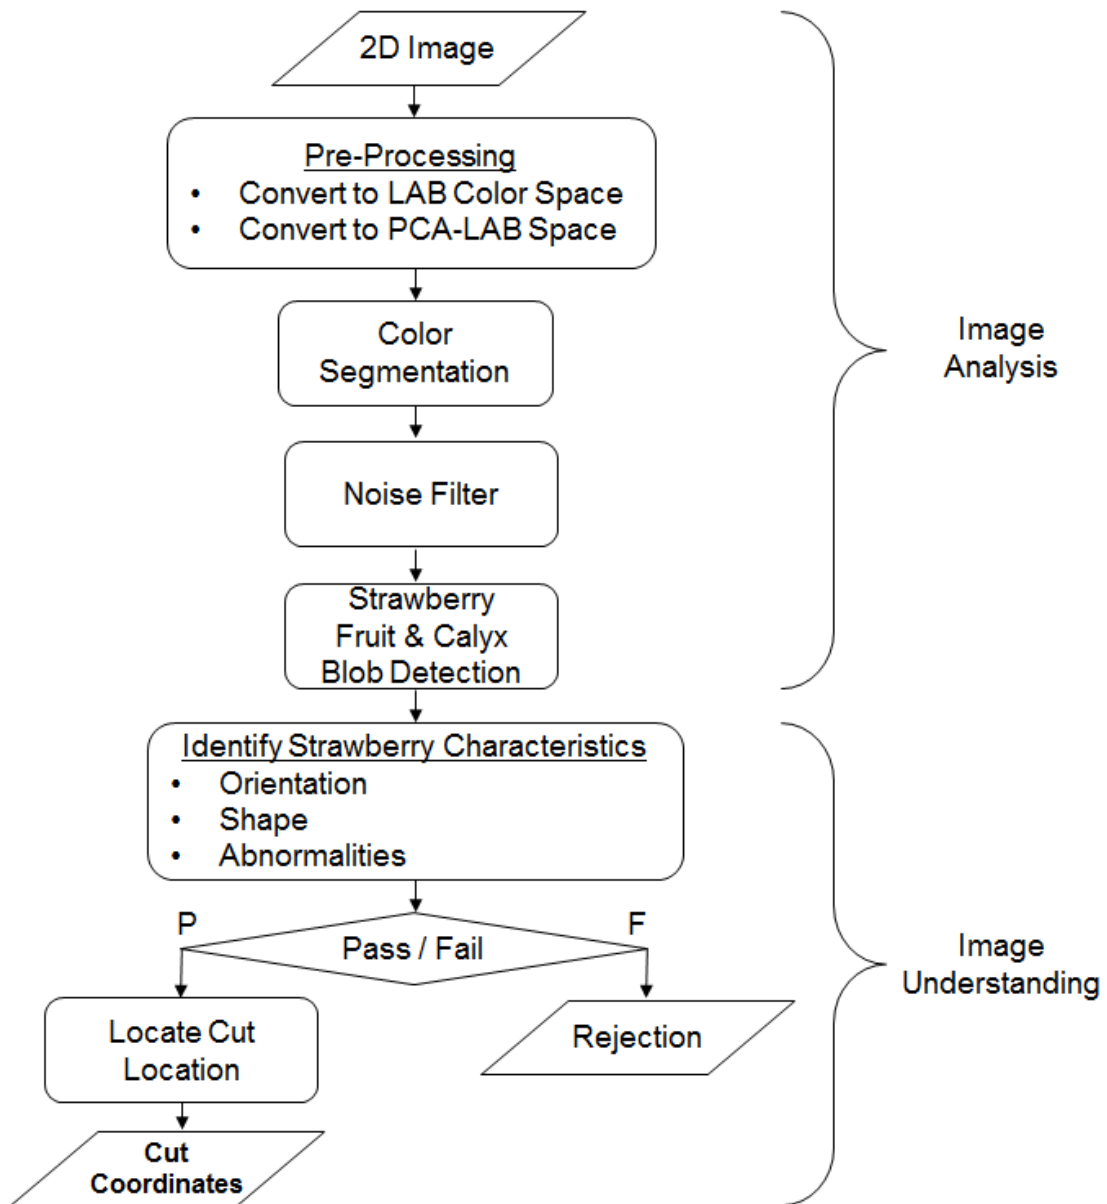 2D Image
Pre-Processing
• Convert to LAB Color Space
• Convert to PCA-LAB Space
Color
Segmentation
Image
Analysis
Noise Filter
Strawberry
Fruit & Calyx
Blob Detection
Identify Strawberry Characteristics
• Orientation
• Shape
• Abnormalities
P
Pass / Fail
F
Image
Understanding
Locate Cut
Location
Rejection
Cut
Coordinates